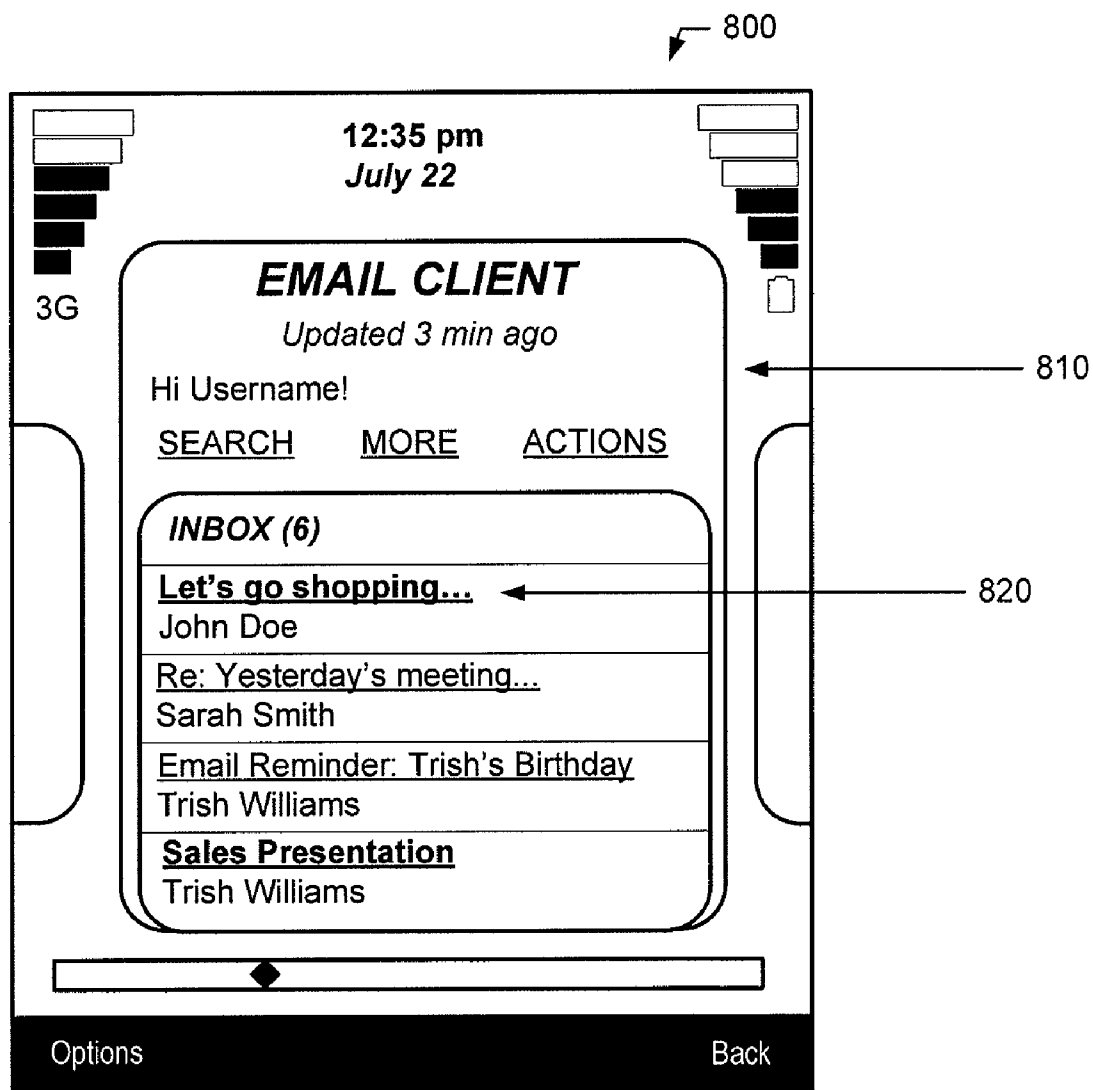 800
12:35 pm
July 22
3G
EMAIL CLIENT
Updated 3 min ago
810
Hi Username!
SEARCH MORE ACTIONS
INBOX (6)
Let's go shopping...
820
John Doe
Re: Yesterday's meeting...
Sarah Smith
Email Reminder: Trish's Birthday
Trish Williams
Sales Presentation
Trish Williams
Options Back